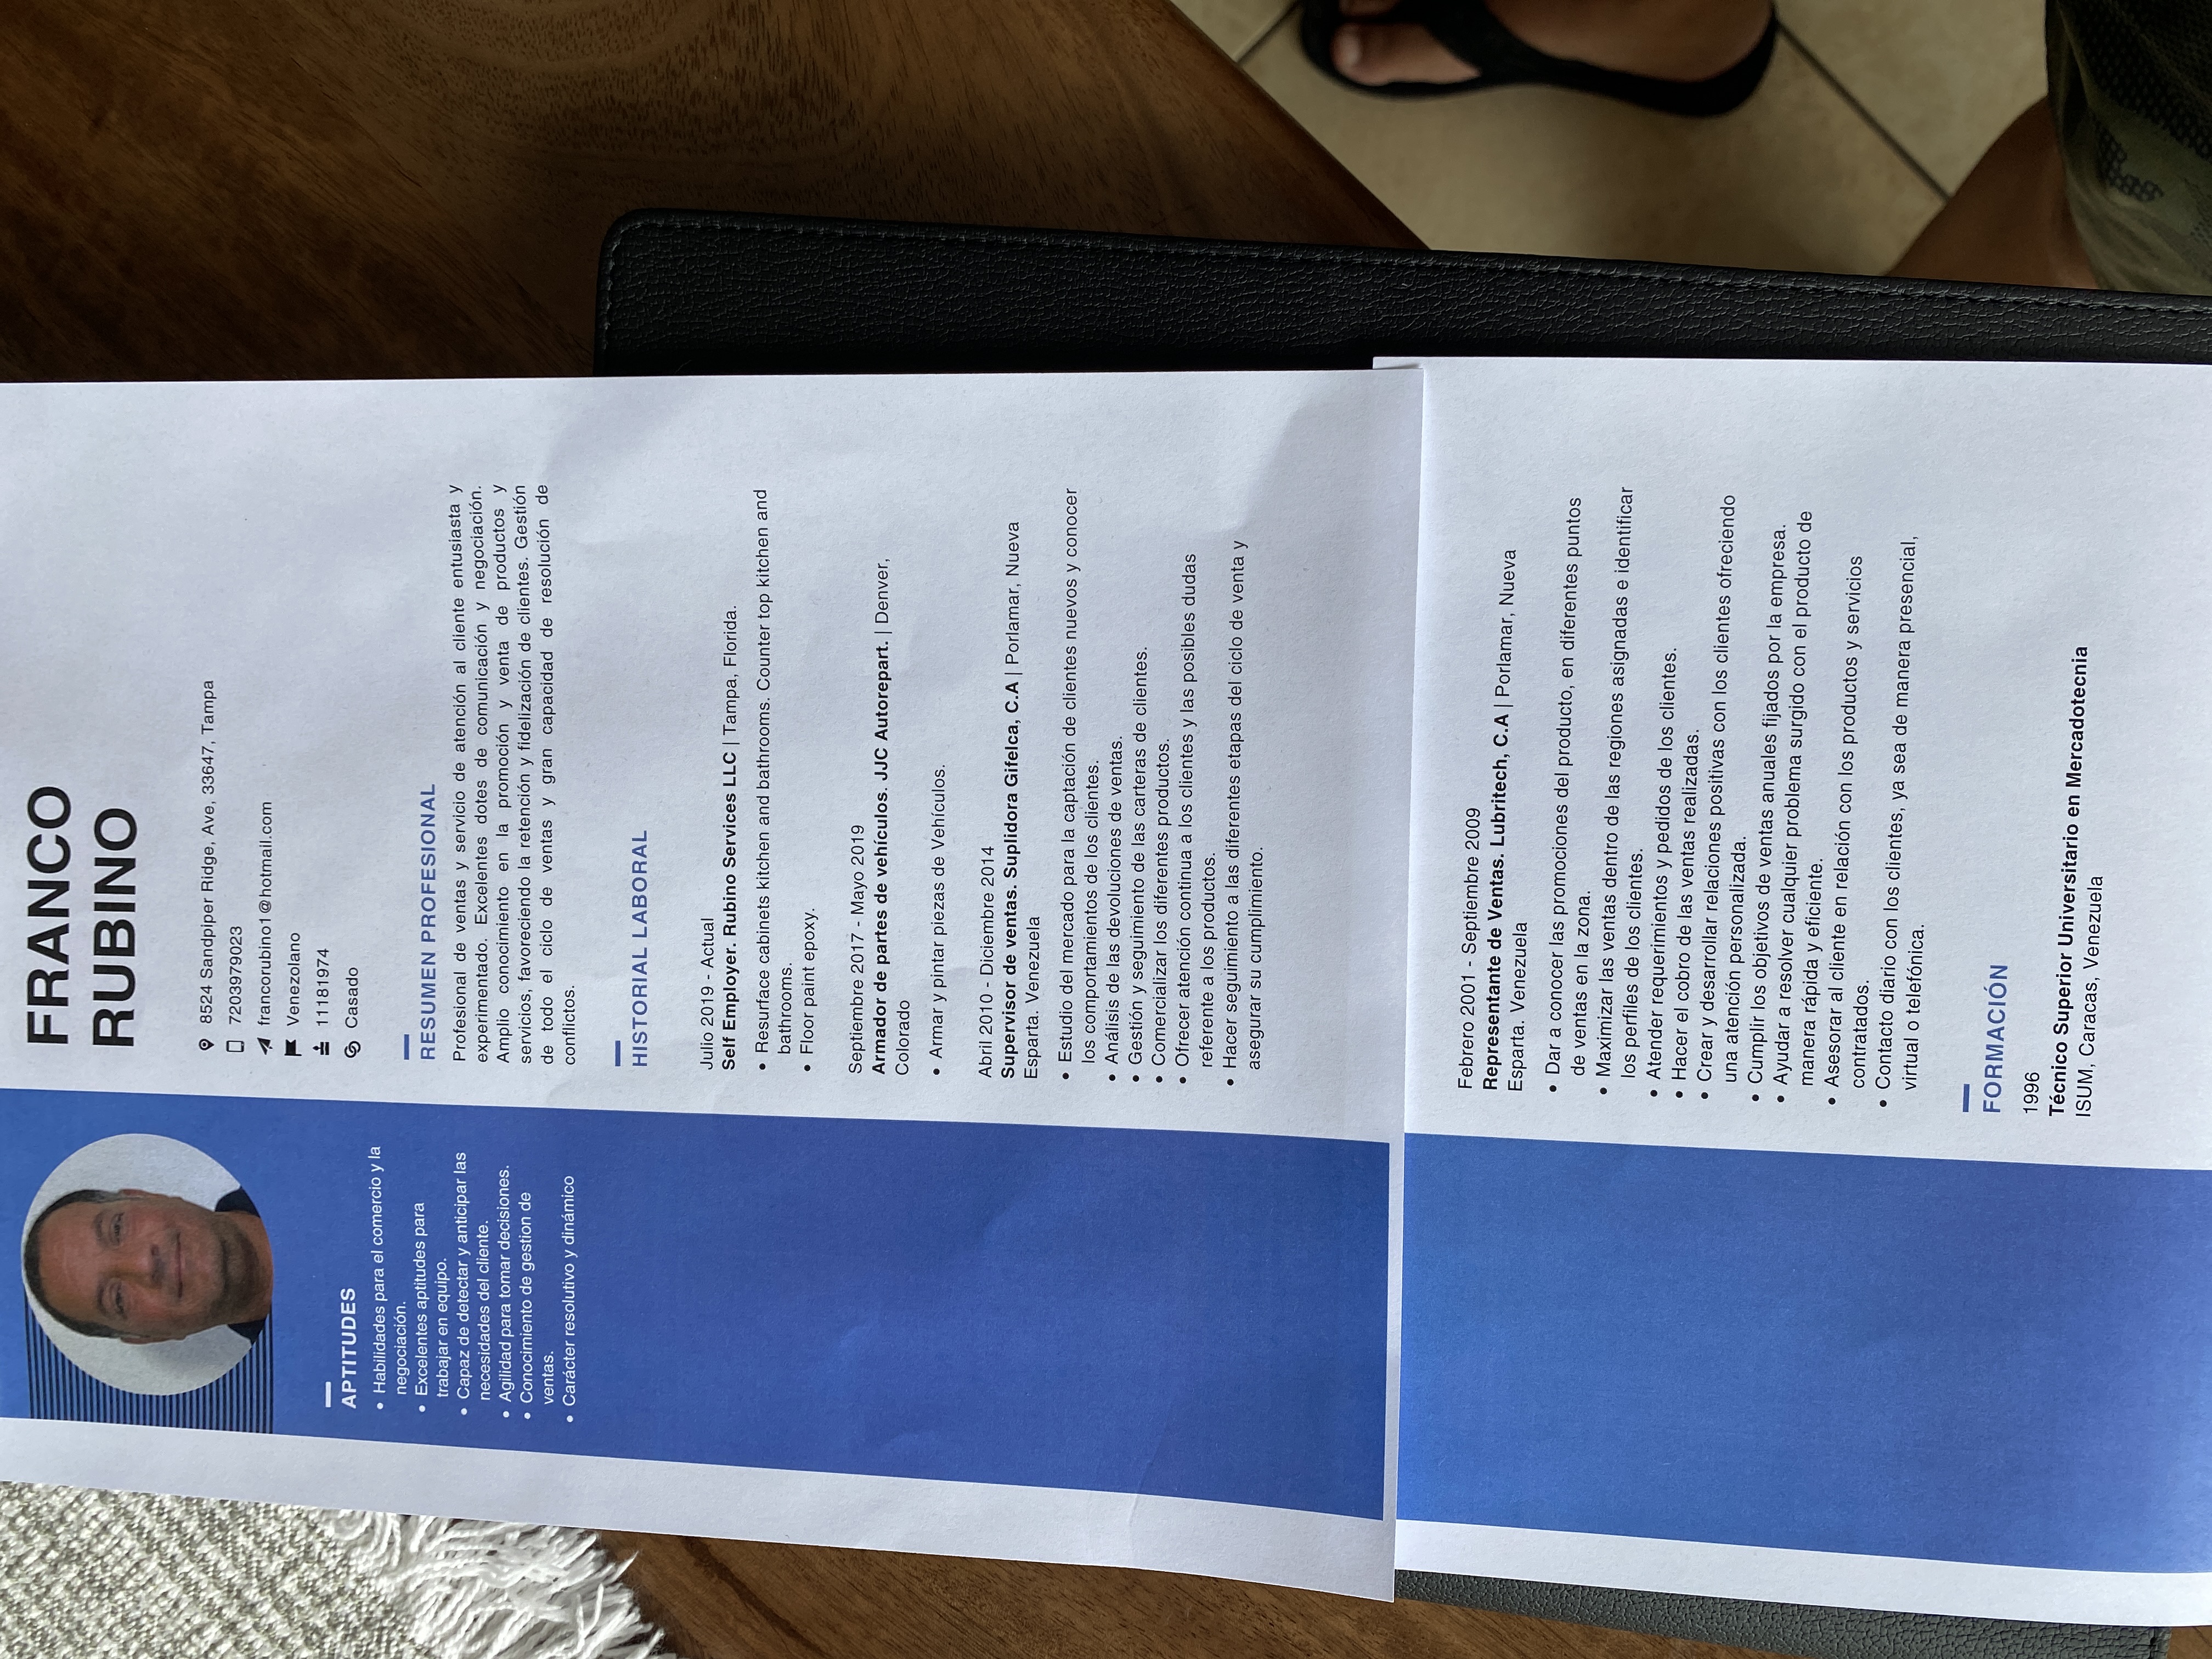 FRANCO
RUBINO
8524 Sandpiper Ridge, Ave, 33647, Tampa
7203979023
francorubino1@hotmail.com
Venezolano
11181974
Casado
APTITUDES
• Habilidades para el comercio y la
negociación.
• Excelentes aptitudes para
trabajar en equipo.
• Capaz de detectar y anticipar las
necesidades del cliente.
• Agilidad para tomar decisiones.
• Conocimiento de gestion de
ventas.
• Carácter resolutivo y dinámico
RESUMEN PROFESIONAL
Profesional de ventas y servicio de atención al cliente entusiasta y
experimentado. Excelentes dotes de comunicación y negociación.
Amplio conocimiento en la promoción y venta de productos y
servicios, favoreciendo la retención y fidelización de clientes. Gestión
de todo el ciclo de ventas y gran capacidad de resolución de
conflictos.
HISTORIAL LABORAL
Julio 2019 - Actual
Self Employer. Rubino Services LLC | Tampa, Florida.
• Resurface cabinets kitchen and bathrooms. Counter top kitchen and
bathrooms.
• Floor paint epoxy.
Septiembre 2017 - Mayo 2019
Armador de partes de vehículos. JJC Autorepart. | Denver,
Colorado
• Armar y pintar piezas de Vehículos.
Abril 2010 - Diciembre 2014
Supervisor de ventas. Suplidora Gifelca, C.A | Porlamar, Nueva
Esparta. Venezuela
• Estudio del mercado para la captación de clientes nuevos y conocer
los comportamientos de los clientes.
• Análisis de las devoluciones de ventas.
• Gestión y seguimiento de las carteras de clientes.
• Comercializar los diferentes productos.
• Ofrecer atención continua a los clientes y las posibles dudas
referente a los productos.
• Hacer seguimiento a las diferentes etapas del ciclo de venta y
asegurar su cumplimiento.
Febrero 2001 - Septiembre 2009
Representante de Ventas. Lubritech, C.A | Porlamar, Nueva
Esparta. Venezuela
• Dar a conocer las promociones del producto, en diferentes puntos
de ventas en la zona.
• Maximizar las ventas dentro de las regiones asignadas e identificar
los perfiles de los clientes.
• Atender requerimientos y pedidos de los clientes.
• Hacer el cobro de las ventas realizadas.
• Crear y desarrollar relaciones positivas con los clientes ofreciendo
una atención personalizada.
• Cumplir los objetivos de ventas anuales fijados por la empresa.
• Ayudar a resolver cualquier problema surgido con el producto de
manera rápida y eficiente.
• Asesorar al cliente en relación con los productos y servicios
contratados.
• Contacto diario con los clientes, ya sea de manera presencial,
virtual o telefónica.
FORMACIÓN
1996
Técnico Superior Universitario en Mercadotecnia
ISUM, Caracas, Venezuela